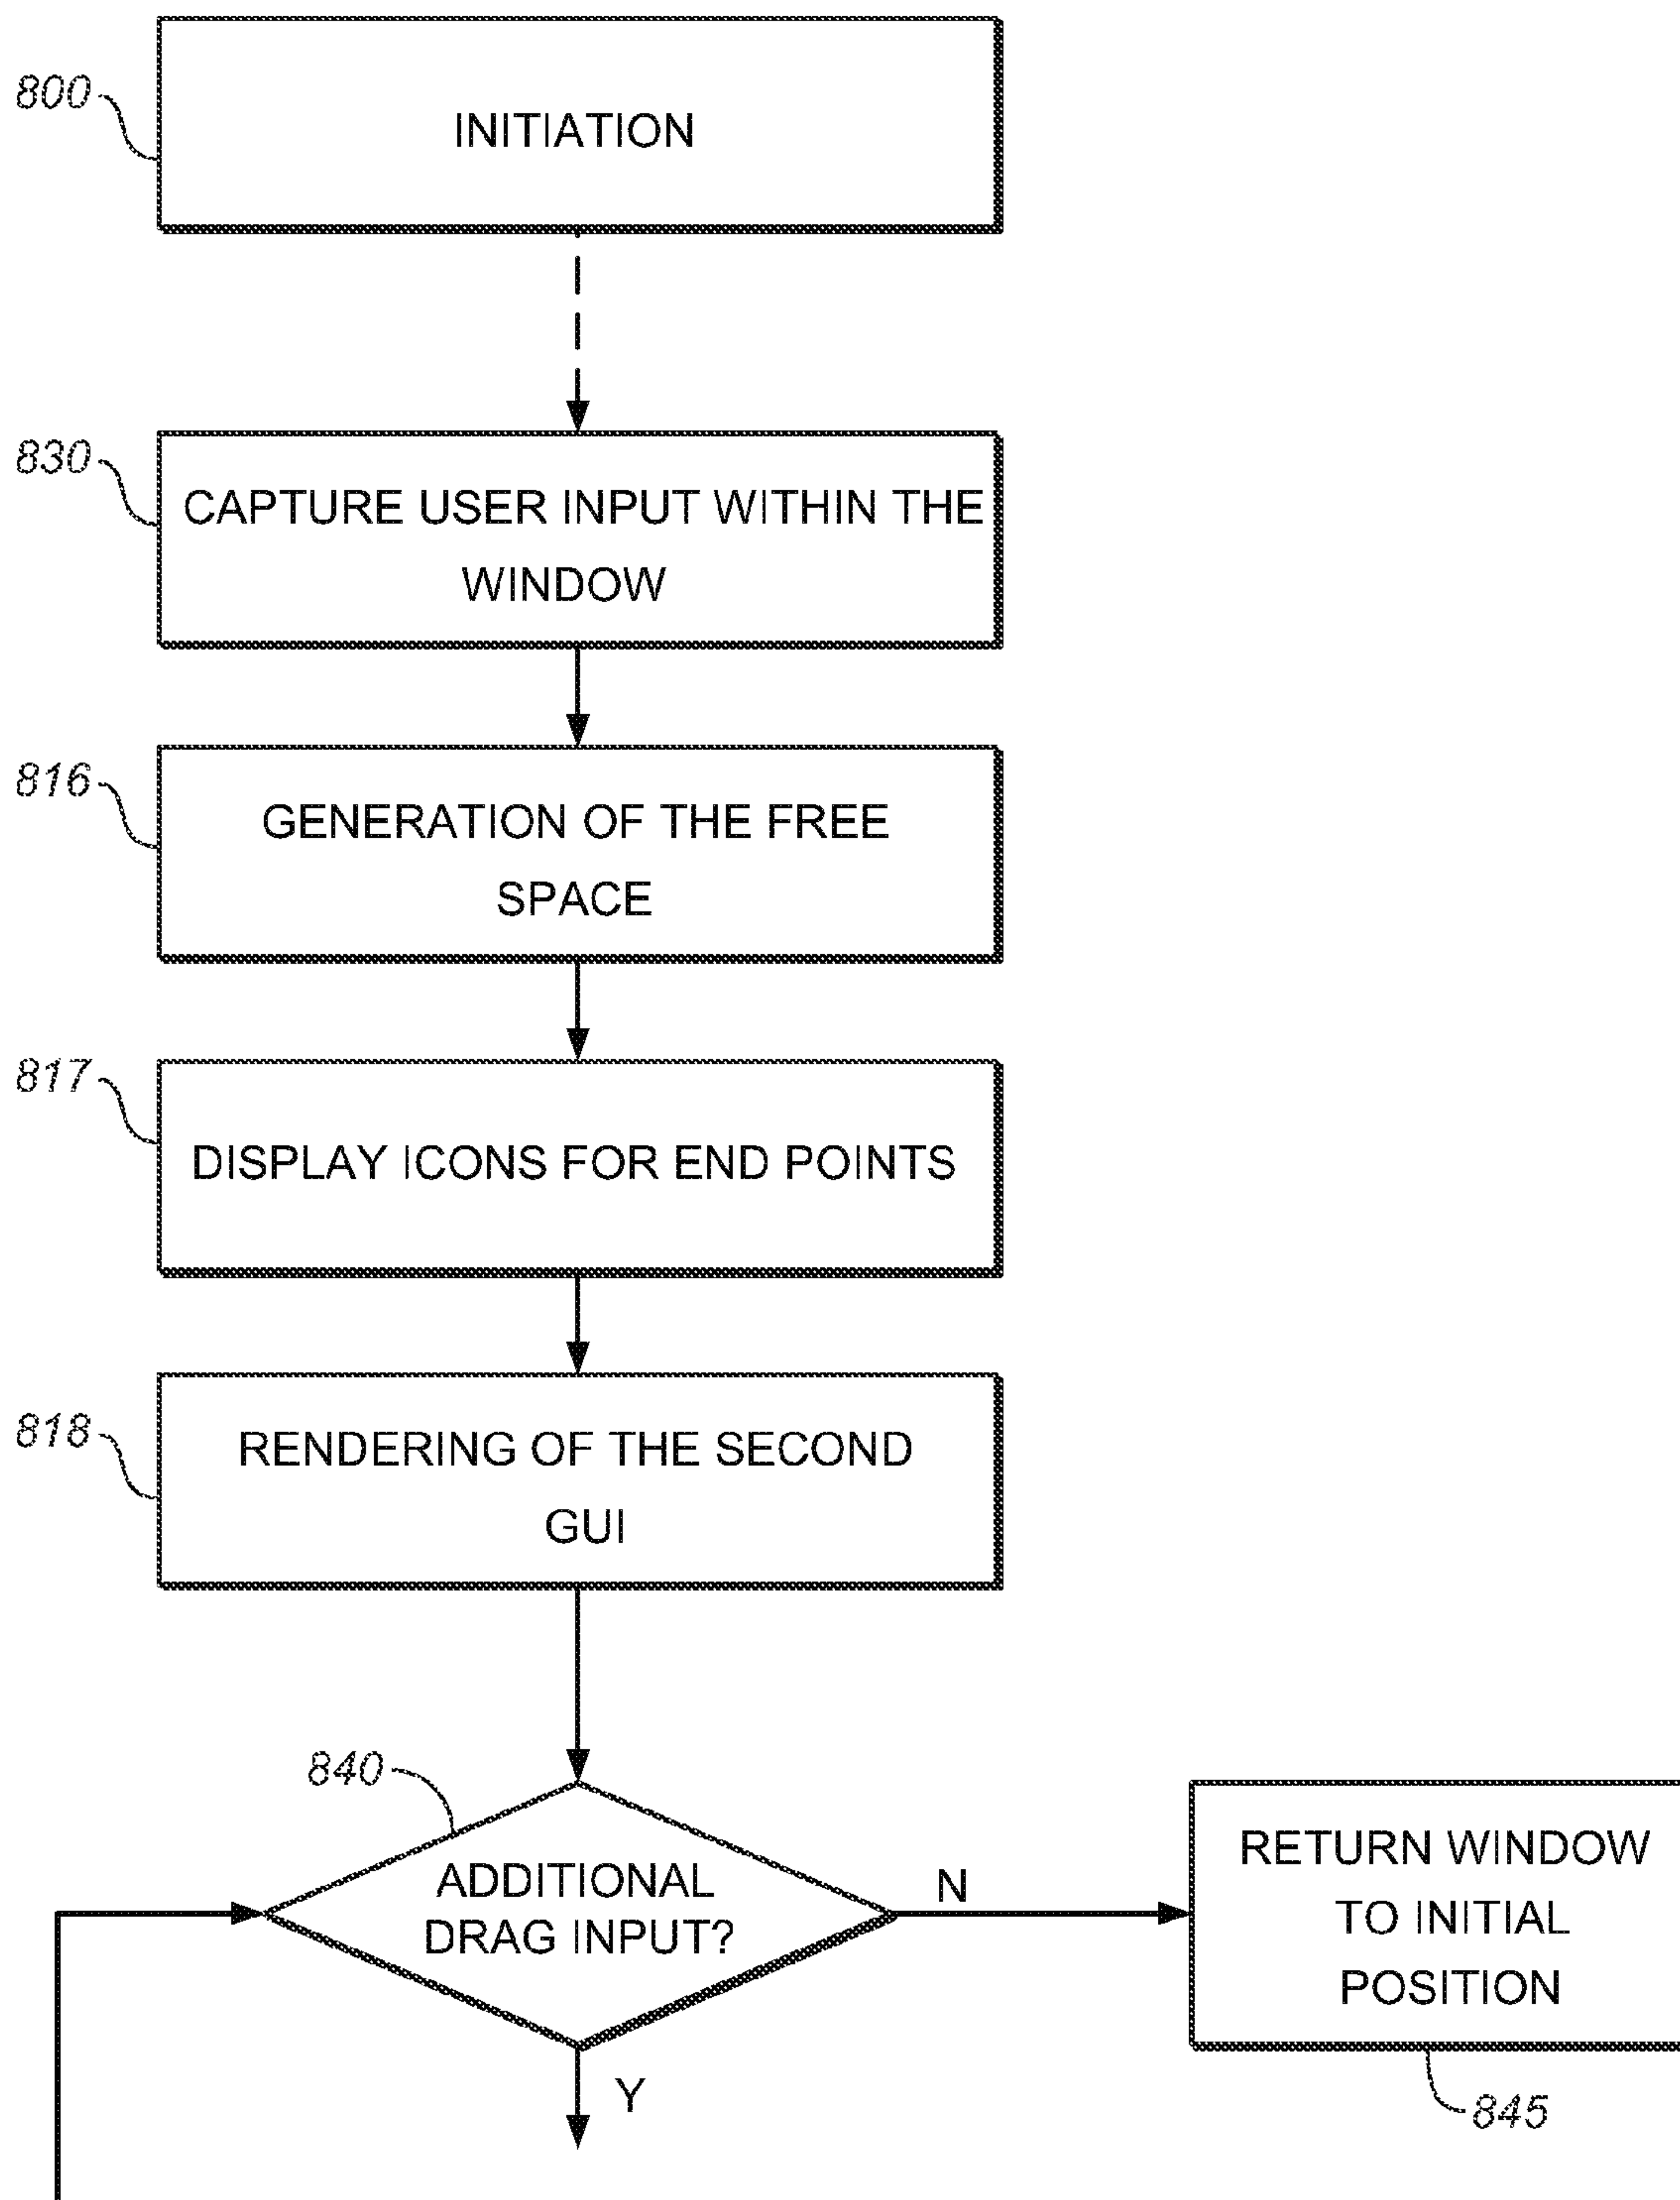 800
INITIATION
830
CAPTURE USER INPUT WITHIN THE
WINDOW
816
GENERATION OF THE FREE
SPACE
817
DISPLAY ICONS FOR END POINTS
818
RENDERING OF THE SECOND
GUI
840
ADDITIONAL
DRAG INPUT?
N
Y
RETURN WINDOW
TO INITIAL
POSITION
845